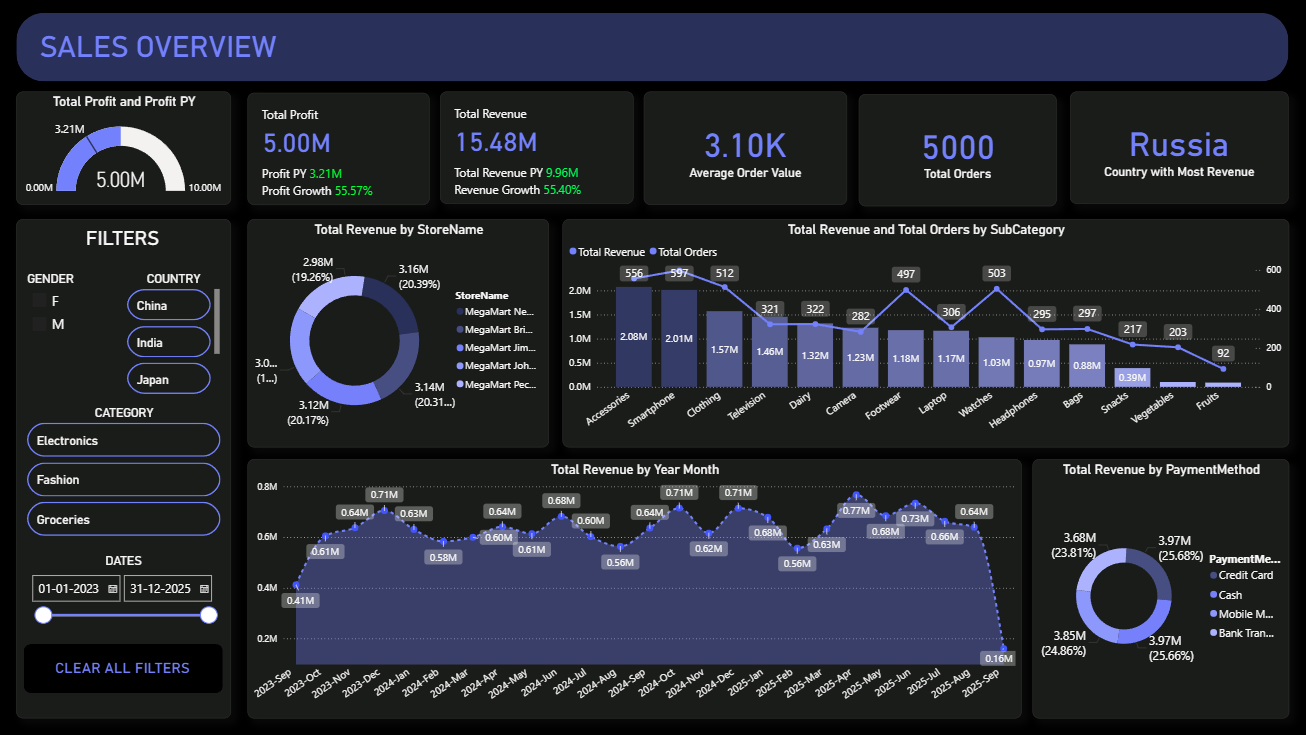 SALES OVERVIEW
Total Profit and Profit PY
3.21M
0.00M
5.00M
10.00M
Total Profit
5.00M
Profit PY 3.21M
Profit Growth 55.57%
Total Revenue
15.48M
Total Revenue PY 9.96M
Revenue Growth 55.40%
3.10K
Average Order Value
5000
Total Orders
Russia
Country with Most Revenue
FILTERS
GENDER
F
M
COUNTRY
China
India
Japan
CATEGORY
Electronics
Fashion
Groceries
DATES
01-01-2023
31-12-2025
CLEAR ALL FILTERS
Total Revenue by StoreName
2.98M
(19.26%)
3.16M
(20.39%)
3.0...
(1...)
3.12M
(20.17%)
3.14M
(20.31...)
StoreName
MegaMart Ne...
MegaMart Bri...
MegaMart Jim...
MegaMart Joh...
MegaMart Pec...
Total Revenue and Total Orders by SubCategory
Total Revenue
Total Orders
2.0M
1.5M
1.0M
0.5M
0.0M
556
597
512
321
322
282
497
306
503
295
297
217
203
92
2.08M
2.01M
1.57M
1.46M
1.32M
1.23M
1.18M
1.17M
1.03M
0.97M
0.88M
0.39M
600
400
200
0
Accessories
Smartphone
Clothing
Television
Dairy
Camera
Footwear
Laptop
Watches
Headphones
Bags
Snacks
Vegetables
Fruits
Total Revenue by Year Month
0.8M
0.6M
0.4M
0.2M
0.41M
0.61M
0.64M
0.71M
0.63M
0.58M
0.60M
0.64M
0.61M
0.68M
0.60M
0.56M
0.64M
0.71M
0.62M
0.71M
0.68M
0.56M
0.63M
0.77M
0.68M
0.73M
0.66M
0.64M
0.16M
2023-Sep
2023-Oct
2023-Nov
2023-Dec
2024-Jan
2024-Feb
2024-Mar
2024-Apr
2024-May
2024-Jun
2024-Jul
2024-Aug
2024-Sep
2024-Oct
2024-Nov
2024-Dec
2025-Jan
2025-Feb
2025-Mar
2025-Apr
2025-May
2025-Jun
2025-Jul
2025-Aug
2025-Sep
Total Revenue by PaymentMethod
3.68M
(23.81%)
3.97M
(25.68%)
3.85M
(24.86%)
3.97M
(25.66%)
PaymentMe...
Credit Card
Cash
Mobile M...
Bank Tran...